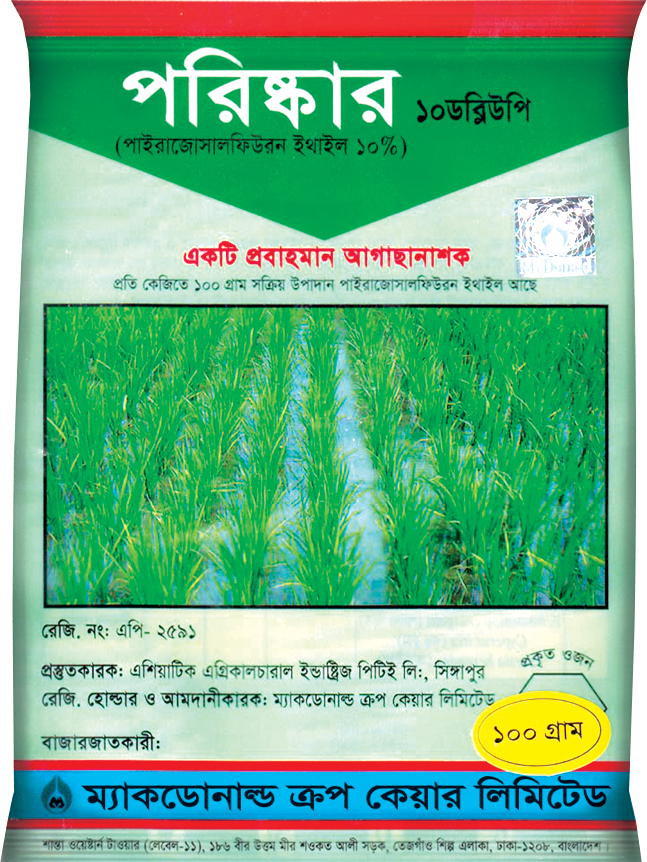 পরিষ্কার ১০ডব্লিউপি
(পাইরাজোসালফিউরন ইথাইল ১০%)
একটি প্রবাহমান আগাছানাশক
প্রতি কেজিতে ১০০ গ্রাম সক্রিয় উপাদান পাইরাজোসালফিউরন ইথাইল আছে
রেজি. নং: এপি- ২৫৯১
প্রস্তুতকারক: এশিয়াটিক এগ্রিকালচারাল ইন্ডাষ্ট্রিজ পিটিই লি:, সিঙ্গাপুর
রেজি. হোল্ডার ও আমদানীকারক: ম্যাকডোনাল্ড ক্রপ কেয়ার লিমিটেড
প্রকৃত ওজন
১০০ গ্রাম
বাজারজাতকারী:
ম্যাকডোনাল্ড ক্রপ কেয়ার লিমিটেড
শান্তা ওয়েষ্টার্ন টাওয়ার (লেবেল-১১), ১৮৬ বীর উত্তম মীর শওকত আলী সড়ক, তেজগাঁও শিল্প এলাকা, ঢাকা-১২০৮, বাংলাদেশ।